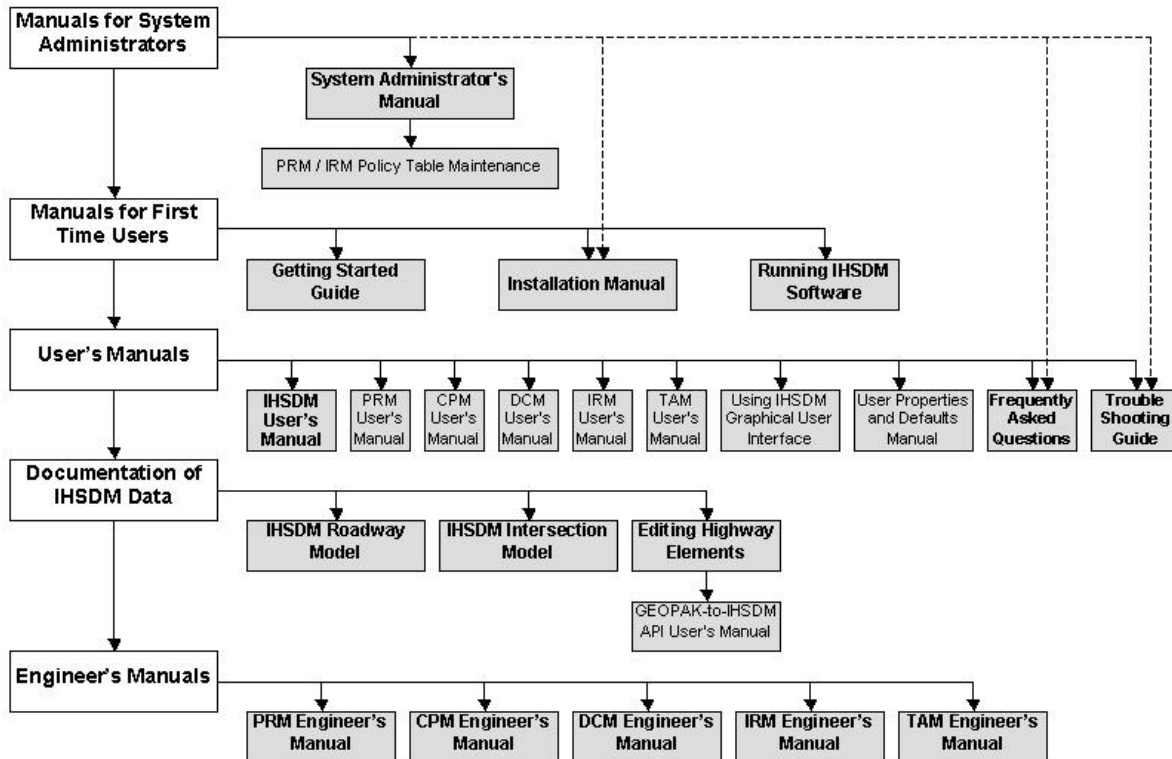 Manuals for System
Administrators
System Administrator's
Manual
PRM / IRM Policy Table Maintenance
Manuals for First
Time Users
Getting Started
Guide
Installation Manual
Running IHSDM
Software
User's Manuals
IHSDM
User's
Manual
PRM
User's
Manual
CPM
User's
Manual
DCM
User's
Manual
IRM
User's
Manual
TAM
User's
Manual
Using IHSDM
Graphical User
Interface
User Properties
and Defaults
Manual
Frequently
Asked
Questions
Trouble
Shooting
Guide
Documentation of
IHSDM Data
IHSDM Roadway
Model
IHSDM Intersection
Model
Editing Highway
Elements
GEOPAK-to-IHSDM
API User's Manual
Engineer's Manuals
PRM Engineer's
Manual
CPM Engineer's
Manual
DCM Engineer's
Manual
IRM Engineer's
Manual
TAM Engineer's
Manual